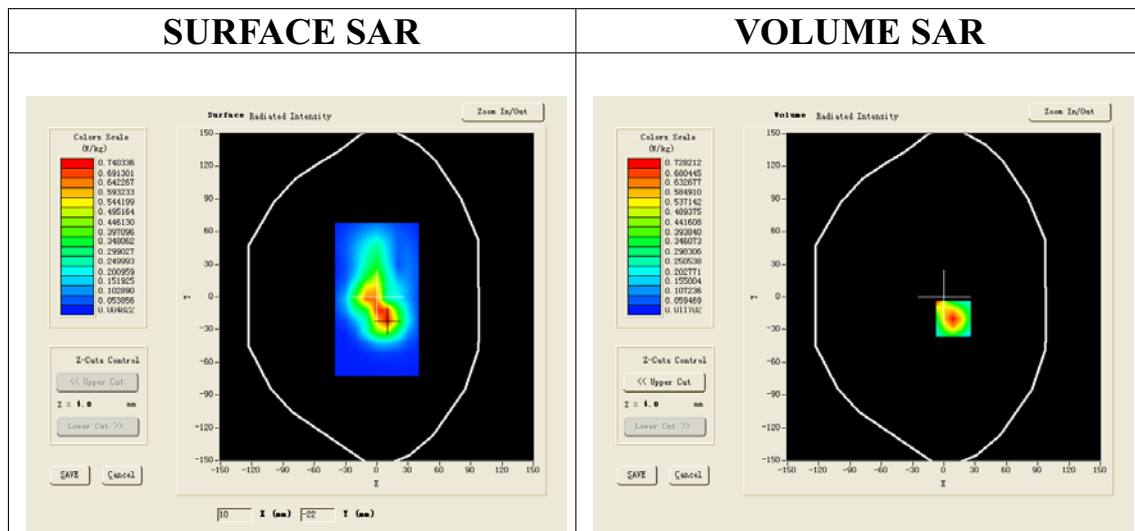 SURFACE SAR
VOLUME SAR
Surface Radiated Intensity
Zoom In/Out
Colors Scale
(W/kg)
0.740336
0.691301
0.642267
0.593233
0.544199
0.495164
0.446130
0.397096
0.348062
0.299027
0.249993
0.200959
0.151925
0.102890
0.053856
0.004822
150
120
90
60
30
0
-30
-60
-90
-120
-150
Y
-150 -120 -90 -60 -30 0 30 60 90 120 150
X
Z-Cuts Control
<< Upper Cut
Z = 4.0 mm
Lower Cut >>
SAVE Cancel
10 X (mm) -22 Y (mm)
Volume Radiated Intensity
Zoom In/Out
Colors Scale
(W/kg)
0.728212
0.680445
0.632677
0.584910
0.537142
0.489375
0.441608
0.393840
0.346073
0.298306
0.250538
0.202771
0.155004
0.107236
0.059469
0.011702
150
120
90
60
30
0
-30
-60
-90
-120
-150
Y
-150 -120 -90 -60 -30 0 30 60 90 120 150
X
Z-Cuts Control
<< Upper Cut
Z = 4.0 mm
Lower Cut >>
SAVE Cancel